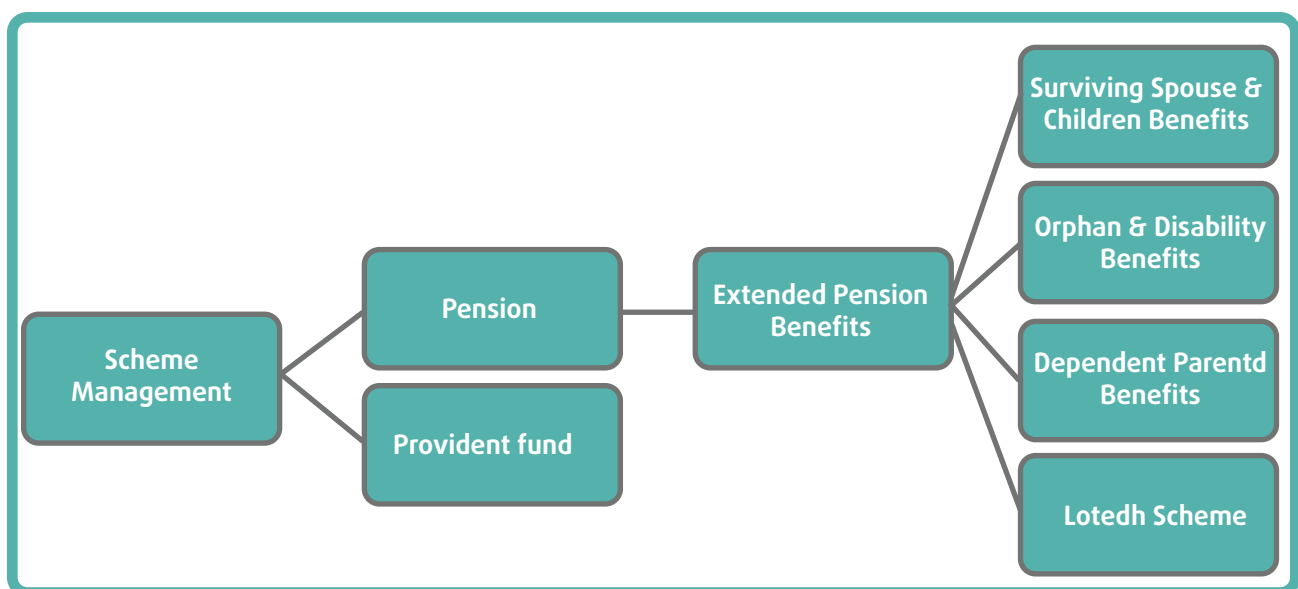 Scheme
Management
Pension
Provident fund
Extended Pension
Benefits
Surviving Spouse &
Children Benefits
Orphan & Disability
Benefits
Dependent Parentd
Benefits
Lotedh Scheme